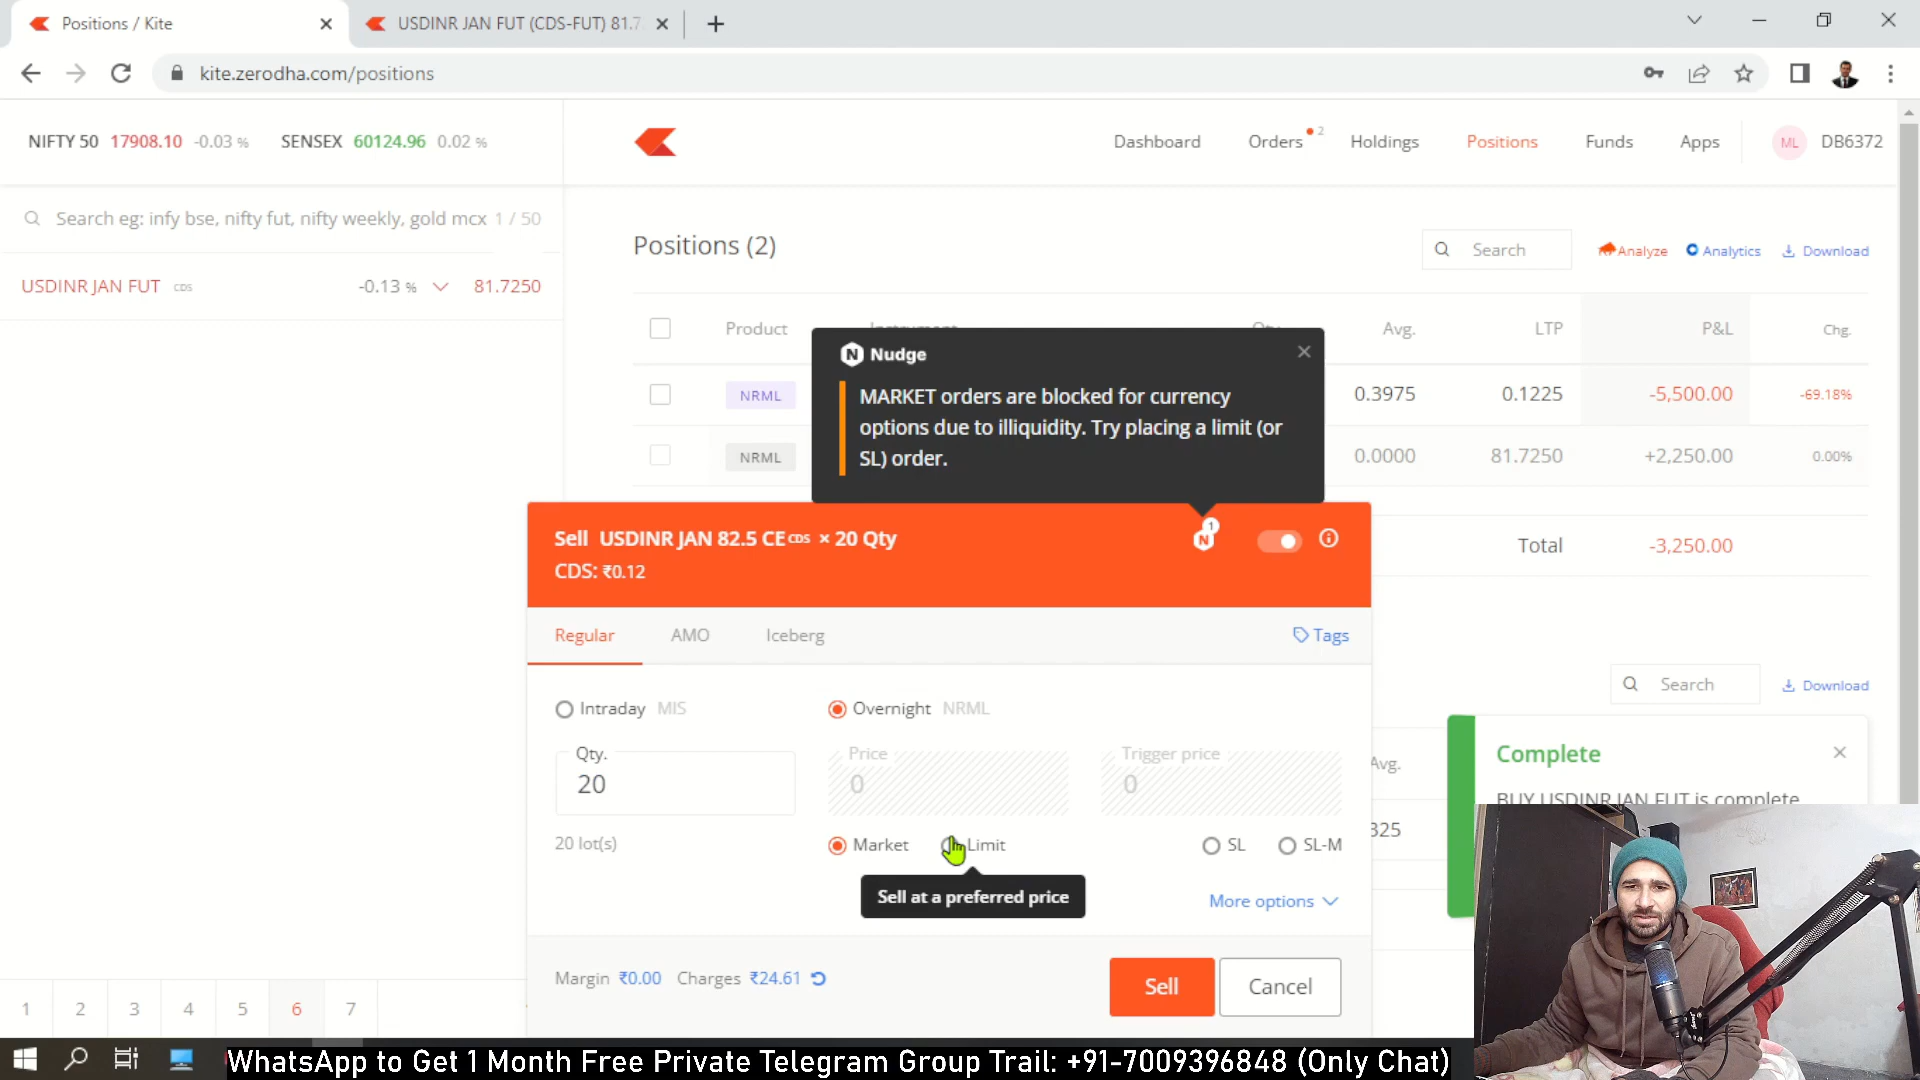 Positions / Kite
USDINR JAN FUT (CDS-FUT) 81.7
kite.zerodha.com/positions
NIFTY 50 17908.10 -0.03 % SENSEX 60124.96 0.02 %
Dashboard Orders 2 Holdings Positions Funds Apps ML DB6372
Search eg: infy bse, nifty fut, nifty weekly, gold mcx 1 / 50
USDINR JAN FUT CDS -0.13 % 81.7250
Positions (2)
Search Analyze Analytics Download
Product Avg. LTP P&L Chg.
NRML 0.3975 0.1225 -5,500.00 -69.18%
NRML 0.0000 81.7250 +2,250.00 0.00%
Total -3,250.00
N Nudge
MARKET orders are blocked for currency
options due to illiquidity. Try placing a limit (or
SL) order.
Sell USDINR JAN 82.5 CE CDS × 20 Qty
N 1
CDS: ₹0.12
Regular AMO Iceberg Tags
Intraday MIS Overnight NRML
Qty. Price Trigger price
20 0 0
20 lot(s) Market Limit SL SL-M
Sell at a preferred price
More options
Margin ₹0.00 Charges ₹24.61
Sell Cancel
Search Download
Avg.
325
Complete
BUY USDINR JAN FUT is complete
1 2 3 4 5 6 7
WhatsApp to Get 1 Month Free Private Telegram Group Trail: +91-7009396848 (Only Chat)